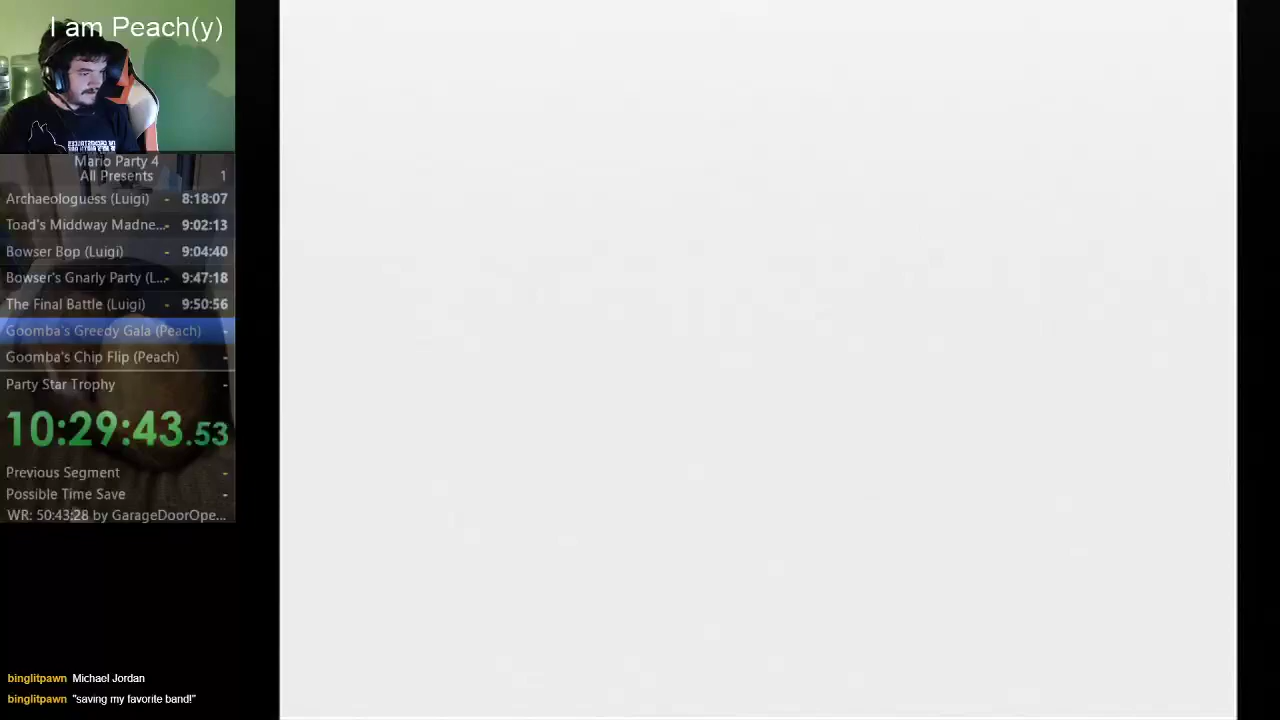 I am Peach(y)
Mario Party 4
All Presents 1
Archaeologuess (Luigi) - 8:18:07
Toad's Middway Madne... - 9:02:13
Bowser Bop (Luigi) - 9:04:40
Bowser's Gnarly Party (L... - 9:47:18
The Final Battle (Luigi) - 9:50:56
Goomba's Greedy Gala (Peach) -
Goomba's Chip Flip (Peach) -
Party Star Trophy -
10:29:43.53
Previous Segment -
Possible Time Save -
WR: 50:43:28 by GarageDoorOpe...
binglitpawn Michael Jordan
binglitpawn "saving my favorite band!"